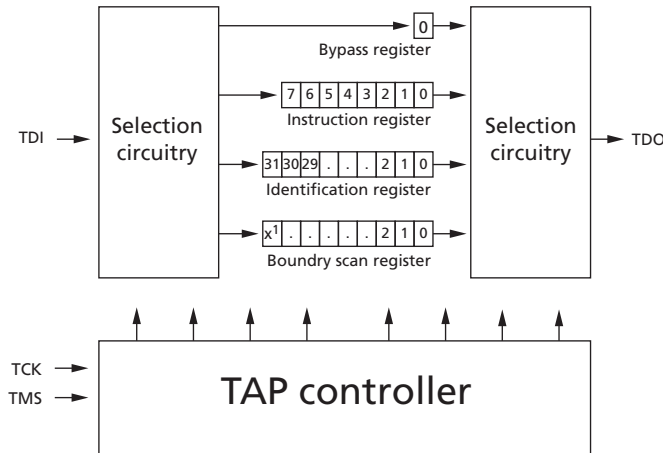 0
Bypass register
7 6 5 4 3 2 1 0
Instruction register
TDI
Selection
circuitry
Selection
circuitry
TDO
31 30 29 . . . 2 1 0
Identification register
x¹ . . . . . 2 1 0
Boundry scan register
TCK
TMS
TAP controller